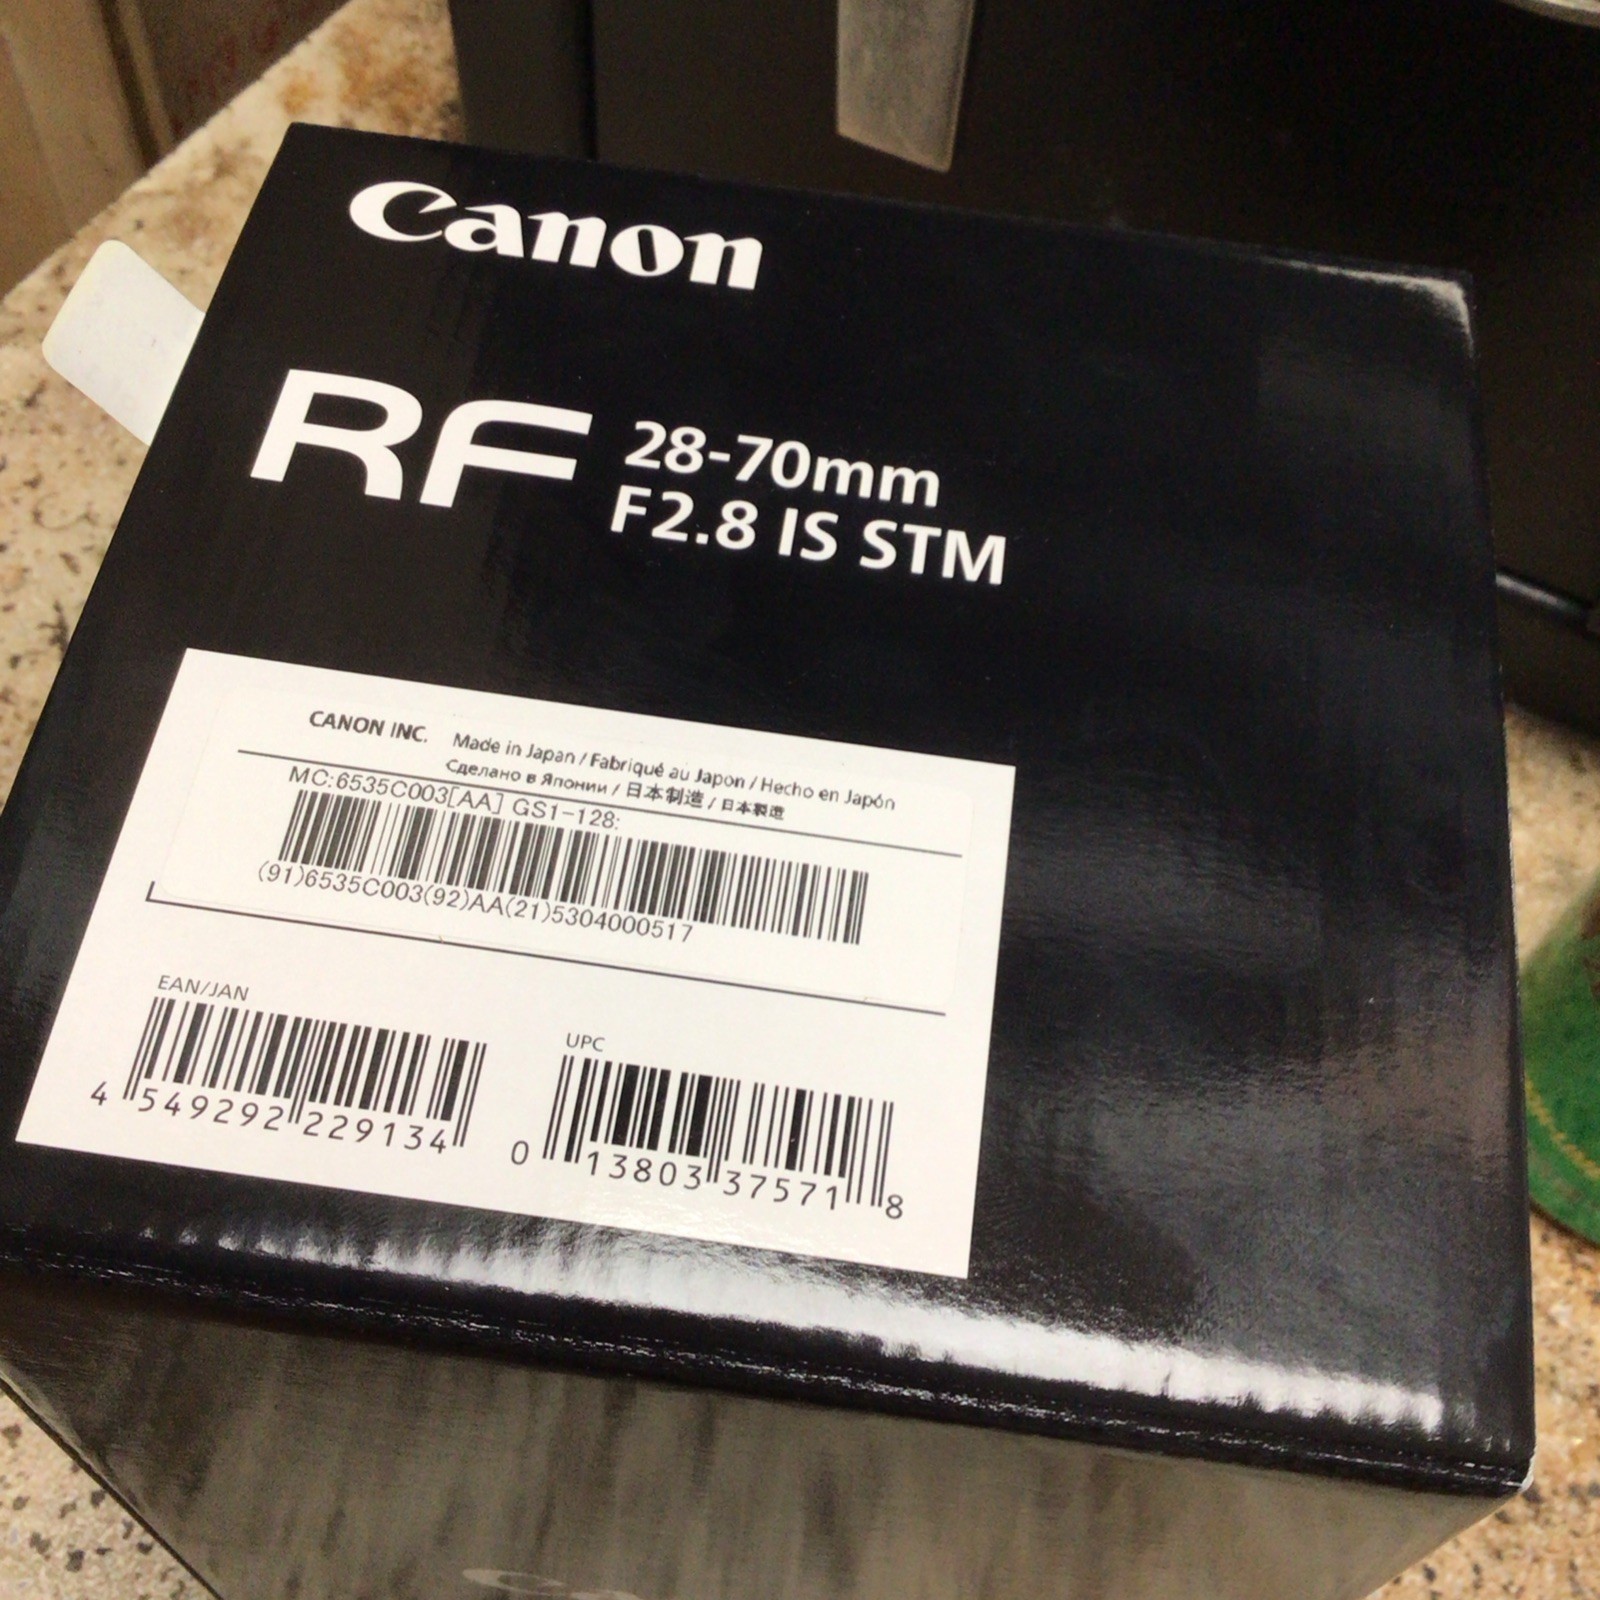 Canon
RF 28-70mm
F2.8 IS STM
CANON INC. Made in Japan / Fabriqué au Japon / Hecho en Japón
Сделано в Японии / 日本制造 / 日本製造
MC:6535C003[AA] GS1-128:
(91)6535C003(92)AA(21)5304000517
EAN/JAN
4 549292 229134
UPC
0 13803 37571 8